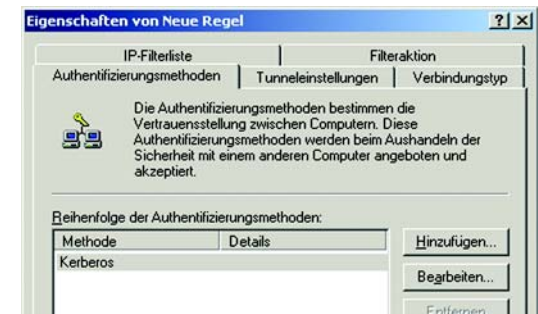 Eigenschaften von Neue Regel
IP-Filterliste Filteraktion
Authentifizierungsmethoden Tunneleinstellungen Verbindungstyp
Die Authentifizierungsmethoden bestimmen die
Vertrauensstellung zwischen Computern. Diese
Authentifizierungsmethoden werden beim Aushandeln der
Sicherheit mit einem anderen Computer angeboten und
akzeptiert.
Reihenfolge der Authentifizierungsmethoden:
Methode Details
Hinzufügen...
Kerberos
Bearbeiten...
Entfernen